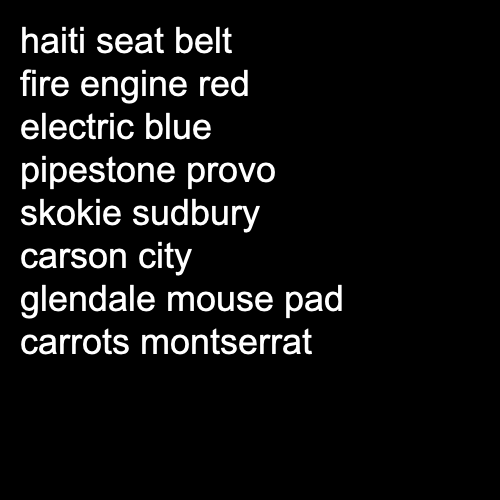 haiti seat belt
fire engine red
electric blue
pipestone provo
skokie sudbury
carson city
glendale mouse pad
carrots montserrat